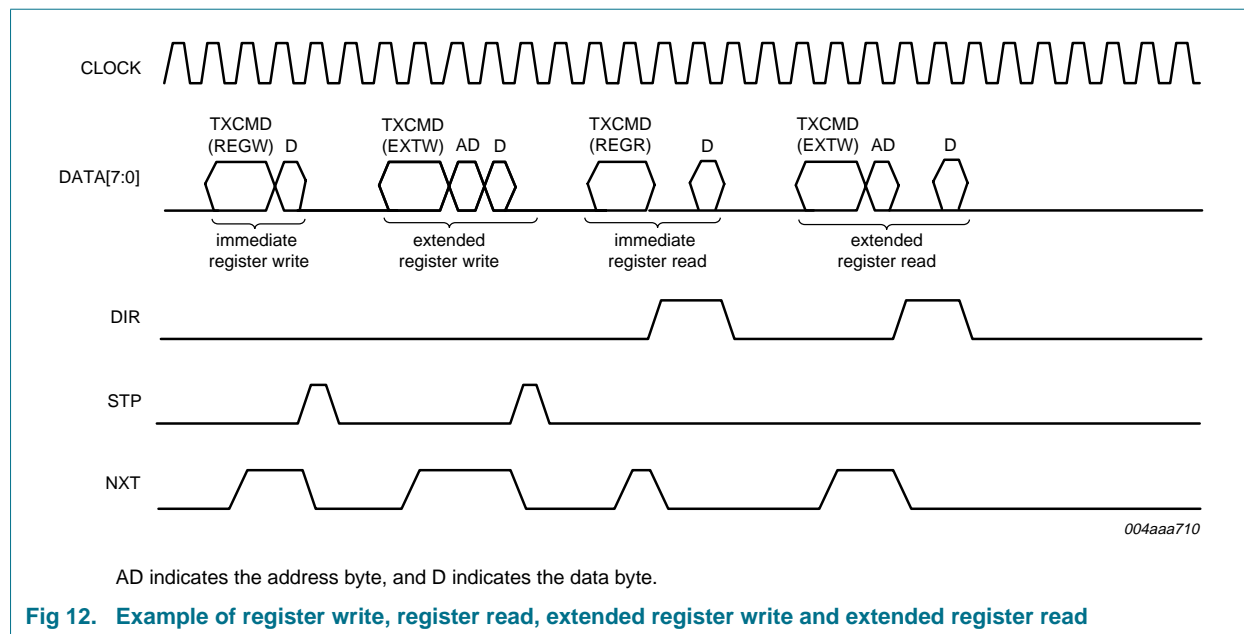 CLOCK
TXCMD
(REGW) D
TXCMD
(EXTW) AD D
TXCMD
(REGR) D
TXCMD
(EXTW) AD D
DATA[7:0]
immediate
register write
extended
register write
immediate
register read
extended
register read
DIR
STP
NXT
004aaa710
AD indicates the address byte, and D indicates the data byte.
Fig 12. Example of register write, register read, extended register write and extended register read